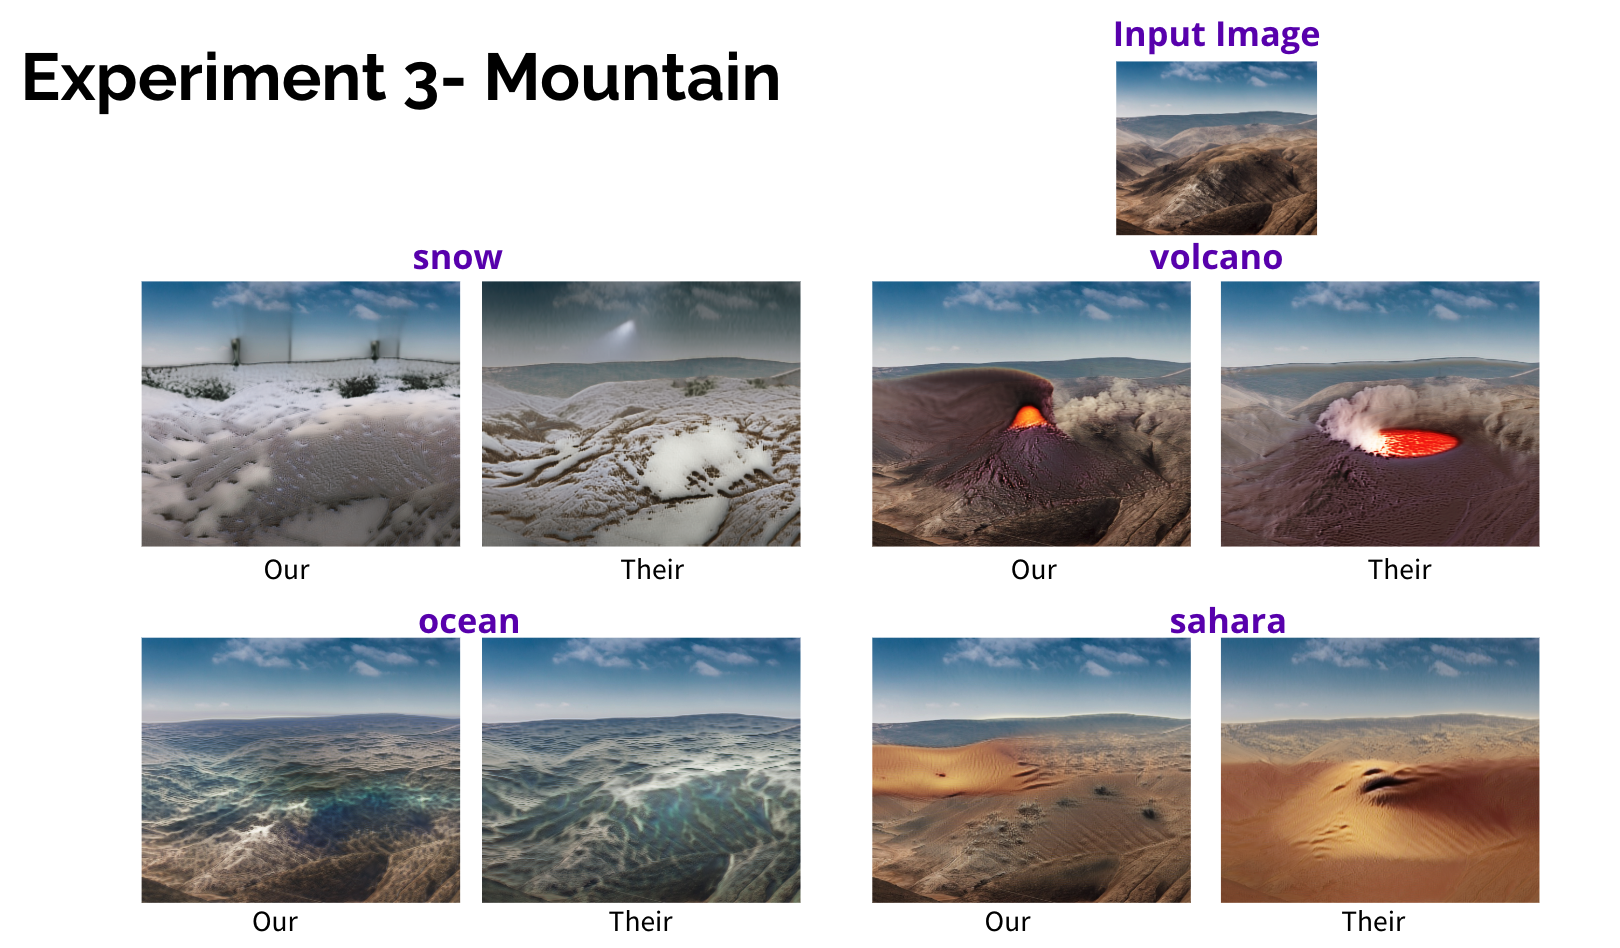 Experiment 3- Mountain
Input Image
snow
volcano
Our
Their
Our
Their
ocean
sahara
Our
Their
Our
Their